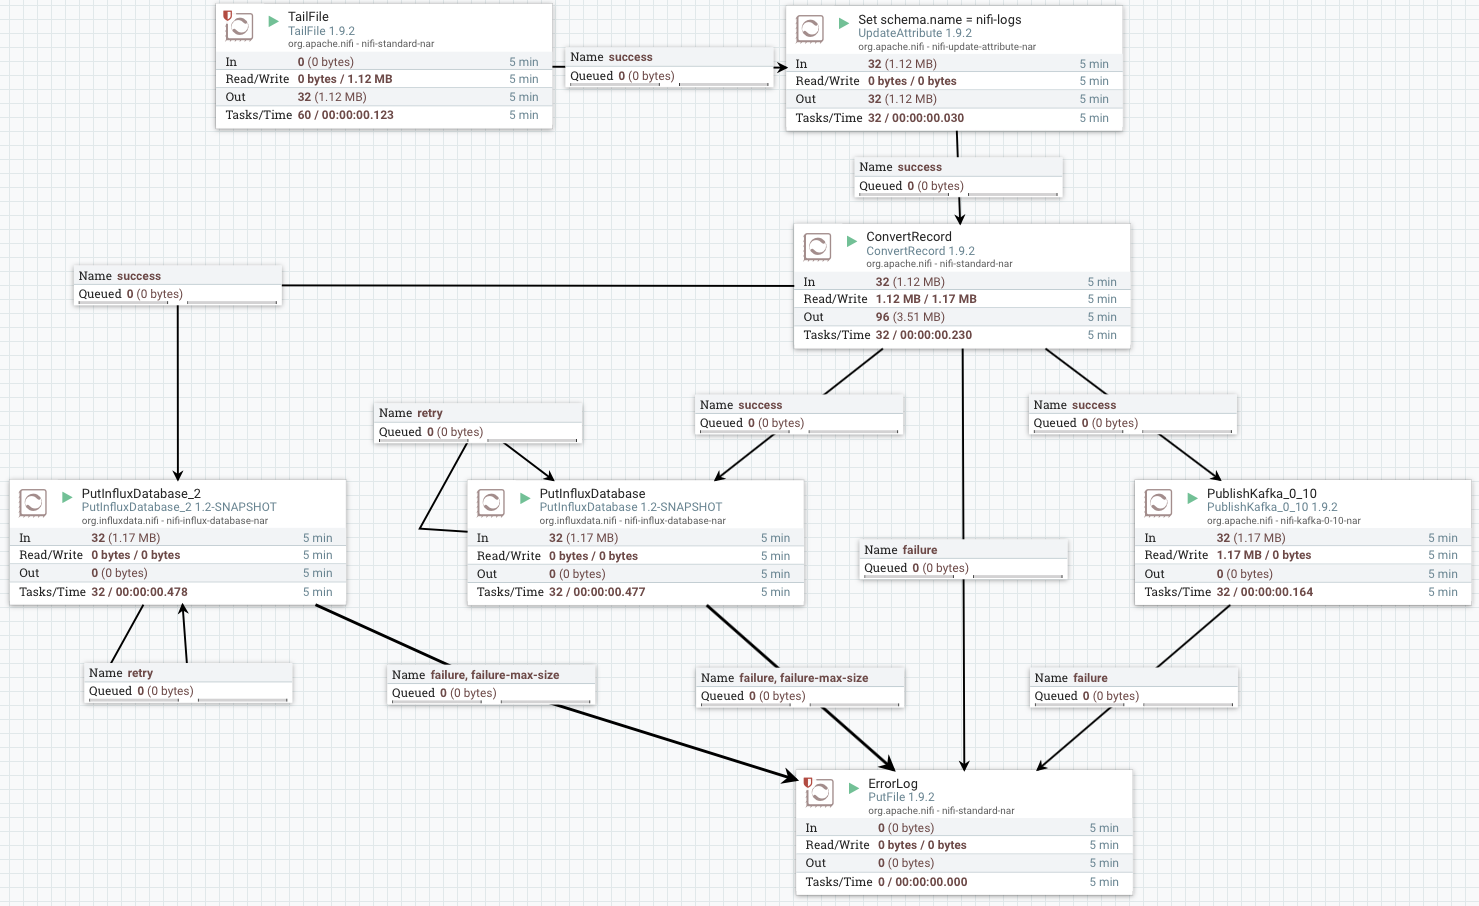 TailFile
TailFile 1.9.2
org.apache.nifi - nifi-standard-nar
In 0 (0 bytes) 5 min
Read/Write 0 bytes / 1.12 MB 5 min
Out 32 (1.12 MB) 5 min
Tasks/Time 60 / 00:00:00.123 5 min
Name success
Queued 0 (0 bytes)
Set schema.name = nifi-logs
UpdateAttribute 1.9.2
org.apache.nifi - nifi-update-attribute-nar
In 32 (1.12 MB) 5 min
Read/Write 0 bytes / 0 bytes 5 min
Out 32 (1.12 MB) 5 min
Tasks/Time 32 / 00:00:00.030 5 min
Name success
Queued 0 (0 bytes)
ConvertRecord
ConvertRecord 1.9.2
org.apache.nifi - nifi-standard-nar
In 32 (1.12 MB) 5 min
Read/Write 1.12 MB / 1.17 MB 5 min
Out 96 (3.51 MB) 5 min
Tasks/Time 32 / 00:00:00.230 5 min
Name success
Queued 0 (0 bytes)
Name retry
Queued 0 (0 bytes)
Name success
Queued 0 (0 bytes)
Name success
Queued 0 (0 bytes)
PutInfluxDatabase_2
PutInfluxDatabase_2 1.2-SNAPSHOT
org.influxdata.nifi - nifi-influx-database-nar
In 32 (1.17 MB) 5 min
Read/Write 0 bytes / 0 bytes 5 min
Out 0 (0 bytes) 5 min
Tasks/Time 32 / 00:00:00.478 5 min
PutInfluxDatabase
PutInfluxDatabase 1.2-SNAPSHOT
org.influxdata.nifi - nifi-influx-database-nar
In 32 (1.17 MB) 5 min
Read/Write 0 bytes / 0 bytes 5 min
Out 0 (0 bytes) 5 min
Tasks/Time 32 / 00:00:00.477 5 min
Name failure
Queued 0 (0 bytes)
PublishKafka_0_10
PublishKafka_0_10 1.9.2
org.apache.nifi - nifi-kafka-0-10-nar
In 32 (1.17 MB) 5 min
Read/Write 1.17 MB / 0 bytes 5 min
Out 0 (0 bytes) 5 min
Tasks/Time 32 / 00:00:00.164 5 min
Name retry
Queued 0 (0 bytes)
Name failure, failure-max-size
Queued 0 (0 bytes)
Name failure, failure-max-size
Queued 0 (0 bytes)
Name failure
Queued 0 (0 bytes)
ErrorLog
PutFile 1.9.2
org.apache.nifi - nifi-standard-nar
In 0 (0 bytes) 5 min
Read/Write 0 bytes / 0 bytes 5 min
Out 0 (0 bytes) 5 min
Tasks/Time 0 / 00:00:00.000 5 min